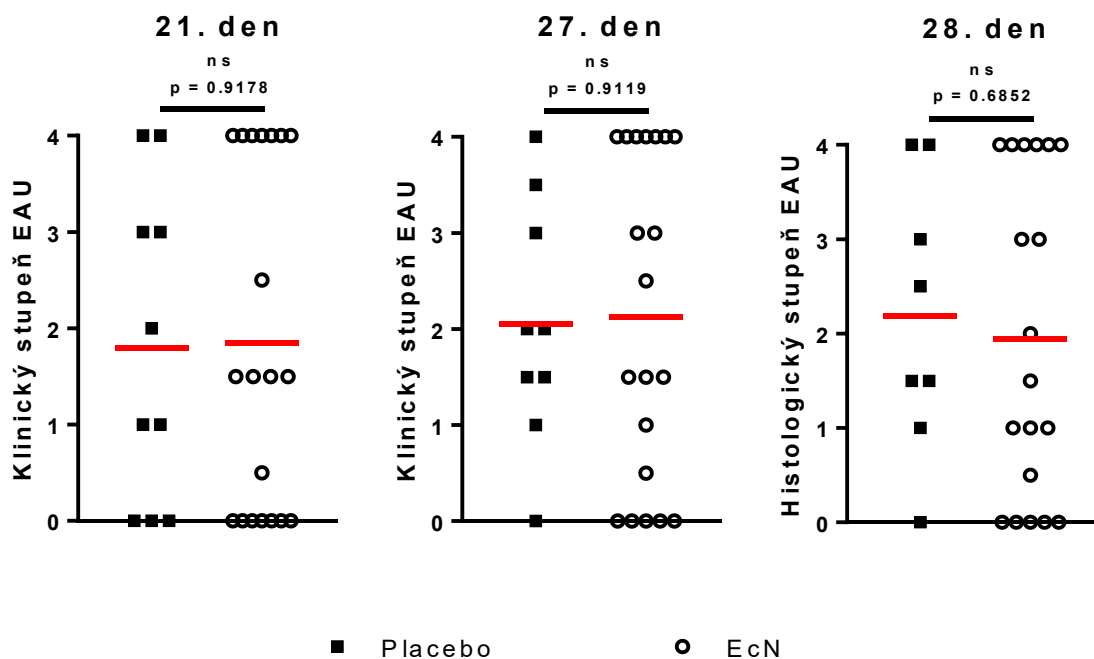 21. den
ns
p = 0.9178
Klinický stupeň EAU
4
3
2
1
0
27. den
ns
p = 0.9119
Klinický stupeň EAU
4
3
2
1
0
28. den
ns
p = 0.6852
Histologický stupeň EAU
4
3
2
1
0
Placebo
EcN